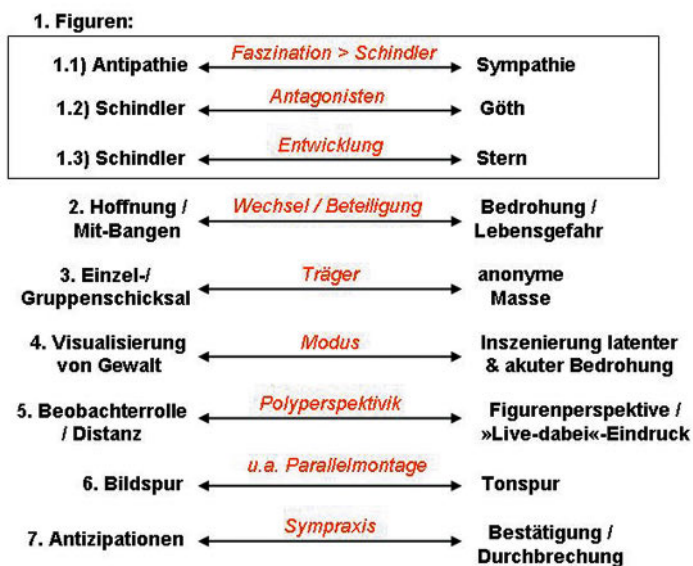 1. Figuren:
Faszination > Schindler
1.1) Antipathie Sympathie
Antagonisten
1.2) Schindler Göth
Entwicklung
1.3) Schindler Stern
2. Hoffnung / Wechsel / Beteiligung Bedrohung /
Mit-Bangen Lebensgefahr
3. Einzel-/ Träger anonyme
Gruppenschicksal Masse
4. Visualisierung Modus Inszenierung latenter
von Gewalt & akuter Bedrohung
5. Beobachterrolle Polyperspektivik Figurenperspektive /
/ Distanz »Live-dabei«-Eindruck
u.a. Parallelmontage
6. Bildspur Tonspur
7. Antizipationen Sympraxis Bestätigung /
Durchbrechung